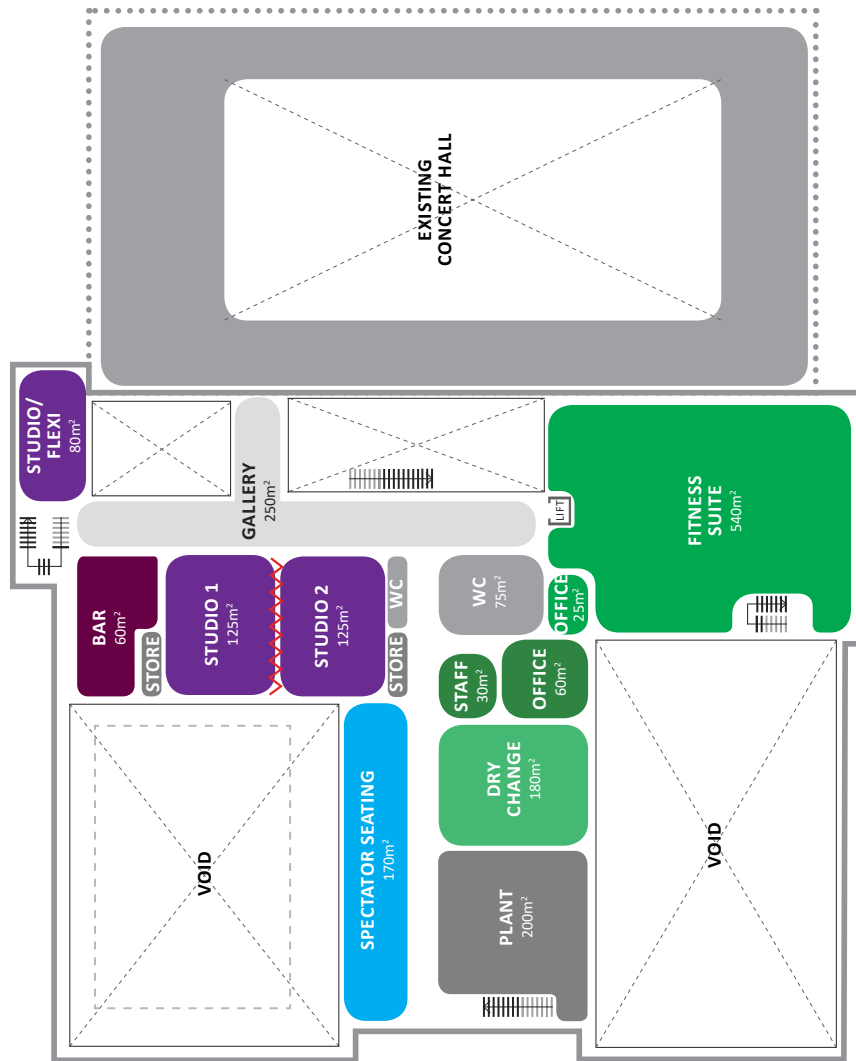 EXISTING
CONCERT HALL
STUDIO/
FLEXI
80m²
GALLERY
250m²
LIFT
FITNESS
SUITE
540m²
BAR
60m²
STORE
STUDIO 1
125m²
STUDIO 2
125m²
WC
STORE
WC
75m²
OFFICE
25m²
STAFF
30m²
OFFICE
60m²
VOID
SPECTATOR SEATING
170m²
DRY
CHANGE
180m²
PLANT
200m²
VOID